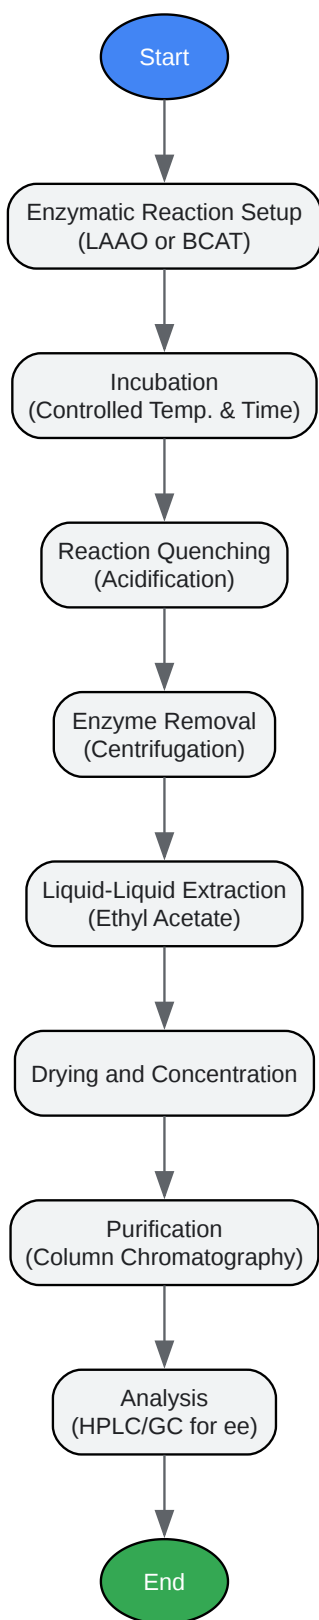 Start
Enzymatic Reaction Setup
(LAAO or BCAT)
Incubation
(Controlled Temp. & Time)
Reaction Quenching
(Acidification)
Enzyme Removal
(Centrifugation)
Liquid-Liquid Extraction
(Ethyl Acetate)
Drying and Concentration
Purification
(Column Chromatography)
Analysis
(HPLC/GC for ee)
End